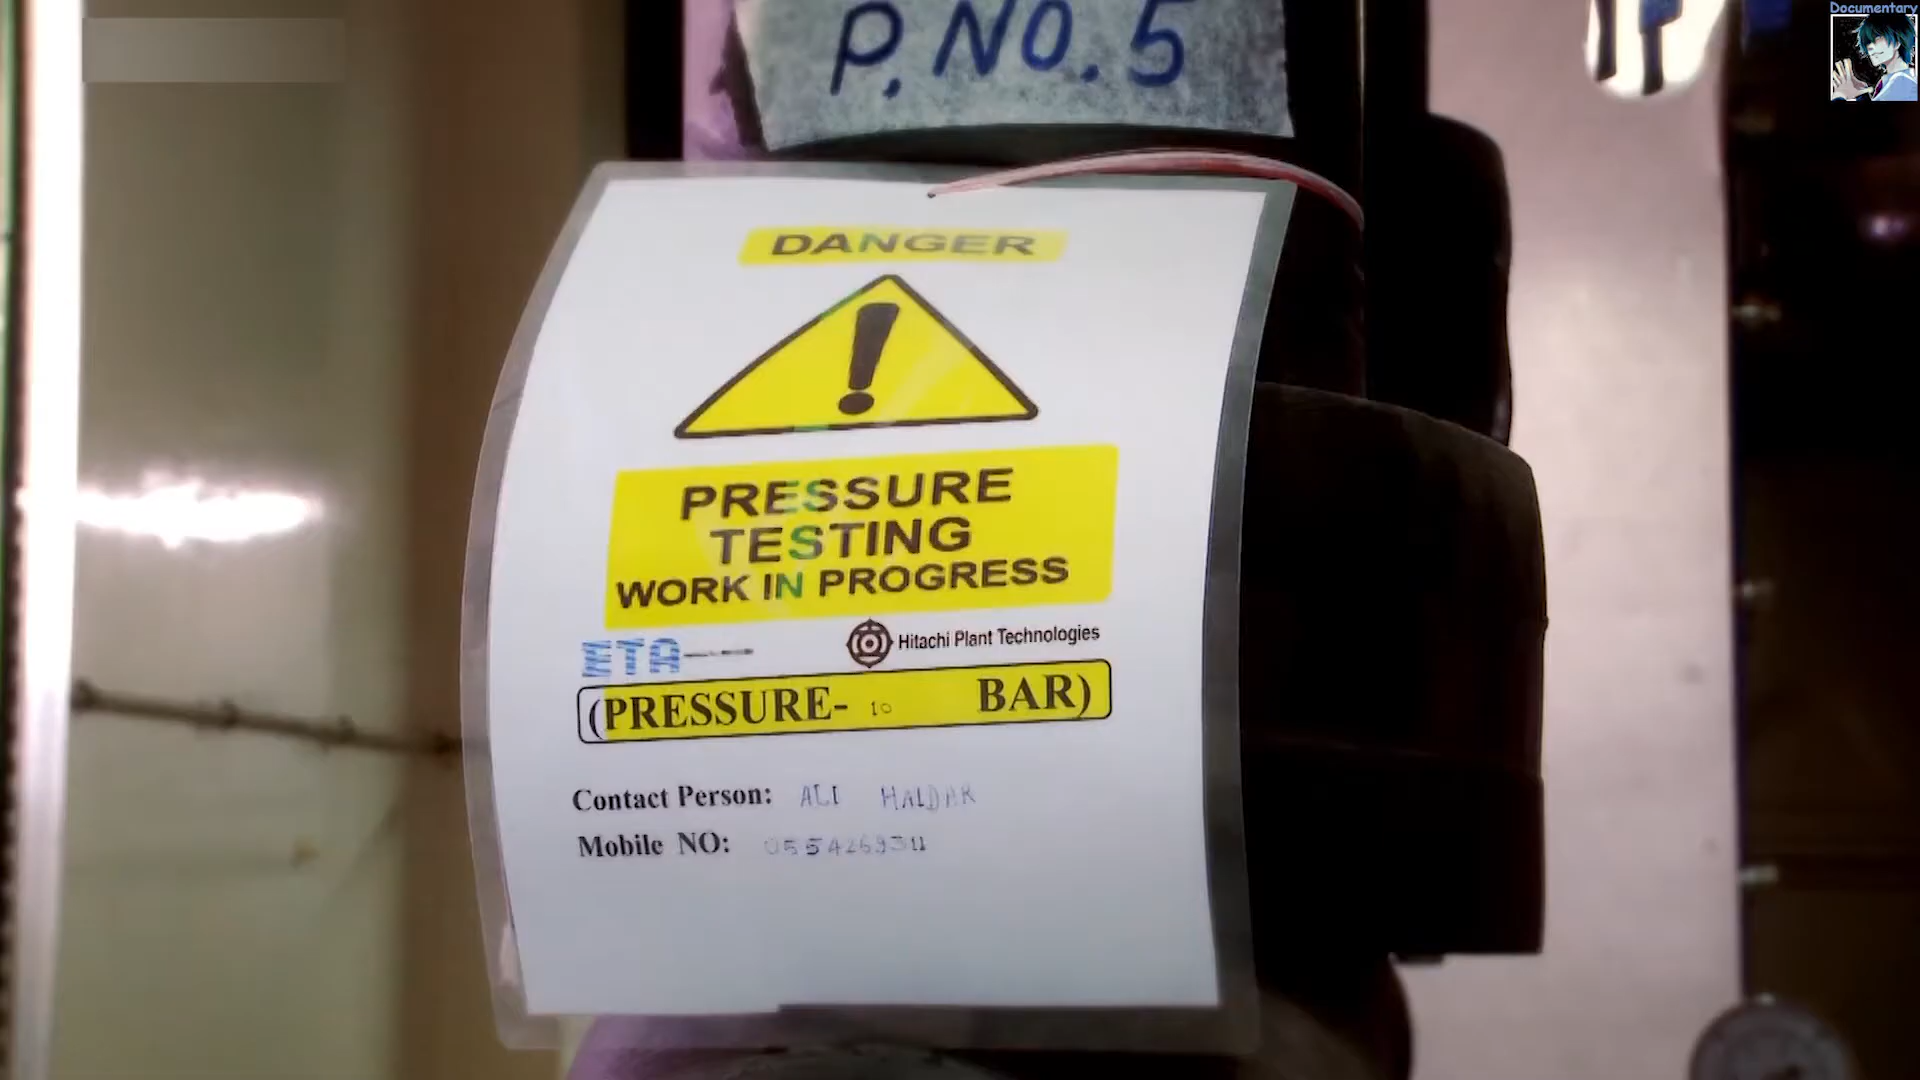 Documentary
P. NO. 5
DANGER
PRESSURE
TESTING
WORK IN PROGRESS
ETA
Hitachi Plant Technologies
(PRESSURE- 10 BAR)
Contact Person: ALI HALDAR
Mobile NO: 0554269311